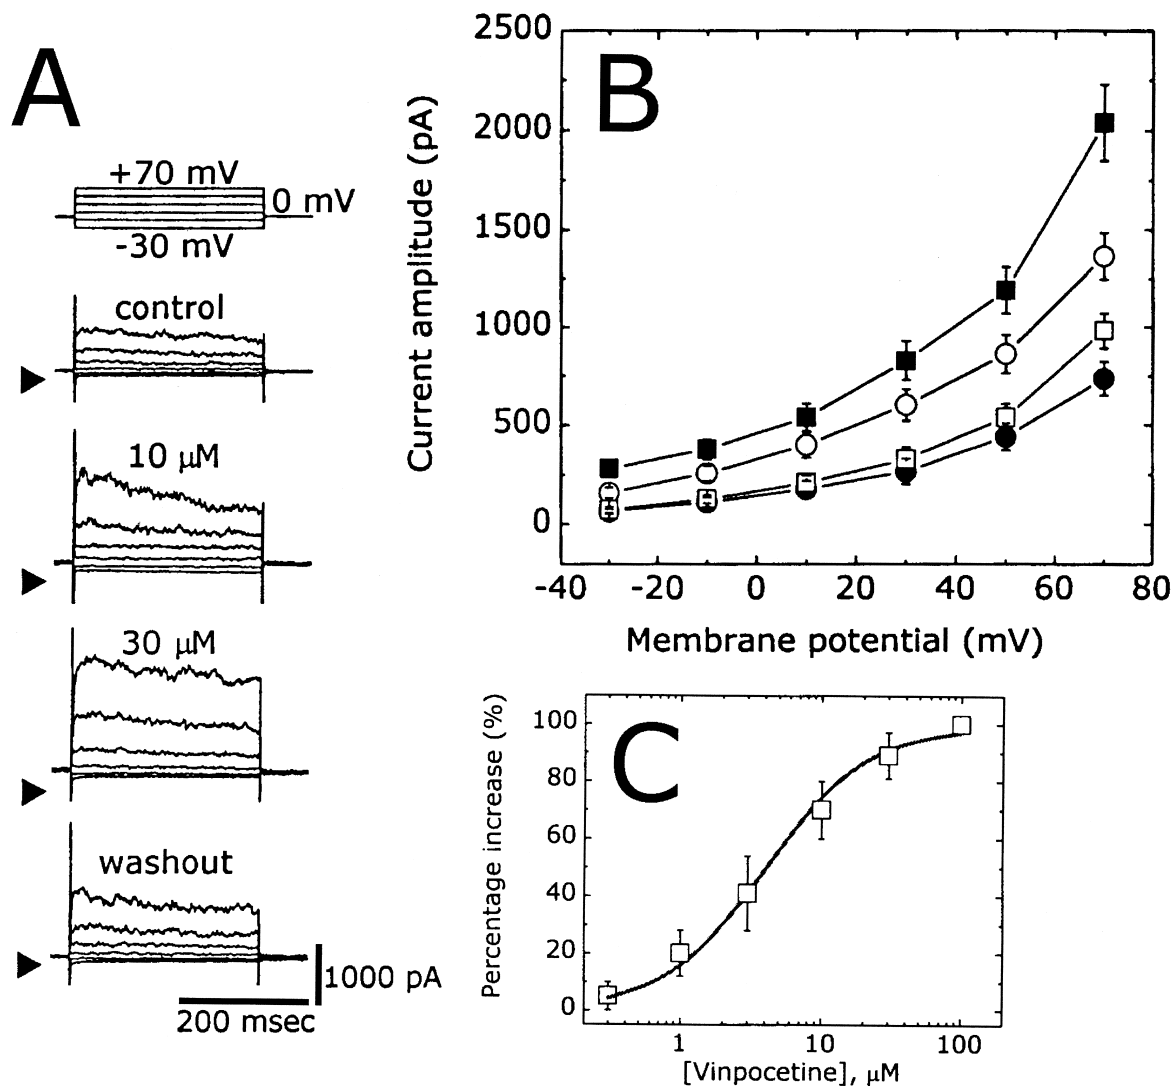 A
+70 mV
0 mV
-30 mV
control
10 μM
30 μM
washout
1000 pA
200 msec
B
Current amplitude (pA)
2500
2000
1500
1000
500
0
-40 -20 0 20 40 60 80
Membrane potential (mV)
C
Percentage increase (%)
100
80
60
40
20
0
1 10 100
[Vinpocetine], μM